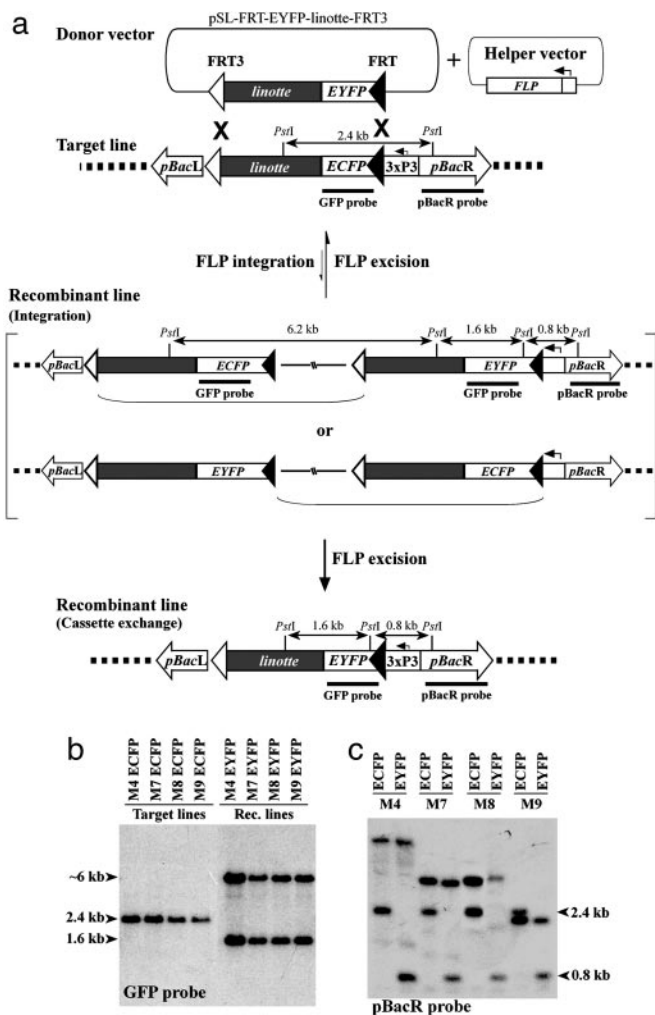 a
pSL-FRT-EYFP-linotte-FRT3
Donor vector
FRT3
FRT
linotte
EYFP
+
Helper vector
FLP
X
X
PstI
2.4 kb
PstI
Target line
pBacL
linotte
ECFP
3xP3
pBacR
GFP probe
pBacR probe
FLP integration
FLP excision
Recombinant line
(Integration)
PstI
6.2 kb
PstI
1.6 kb
PstI
0.8 kb
PstI
pBacL
ECFP
EYFP
pBacR
GFP probe
GFP probe
pBacR probe
or
pBacL
EYFP
ECFP
pBacR
FLP excision
Recombinant line
(Cassette exchange)
PstI
1.6 kb
PstI
0.8 kb
PstI
pBacL
linotte
EYFP
3xP3
pBacR
GFP probe
pBacR probe
b
M4 ECFP
M7 ECFP
M8 ECFP
M9 ECFP
M4 EYFP
M7 EYFP
M8 EYFP
M9 EYFP
Target lines
Rec. lines
~6 kb
2.4 kb
1.6 kb
GFP probe
c
ECFP
EYFP
ECFP
EYFP
ECFP
EYFP
ECFP
EYFP
M4
M7
M8
M9
2.4 kb
0.8 kb
pBacR probe